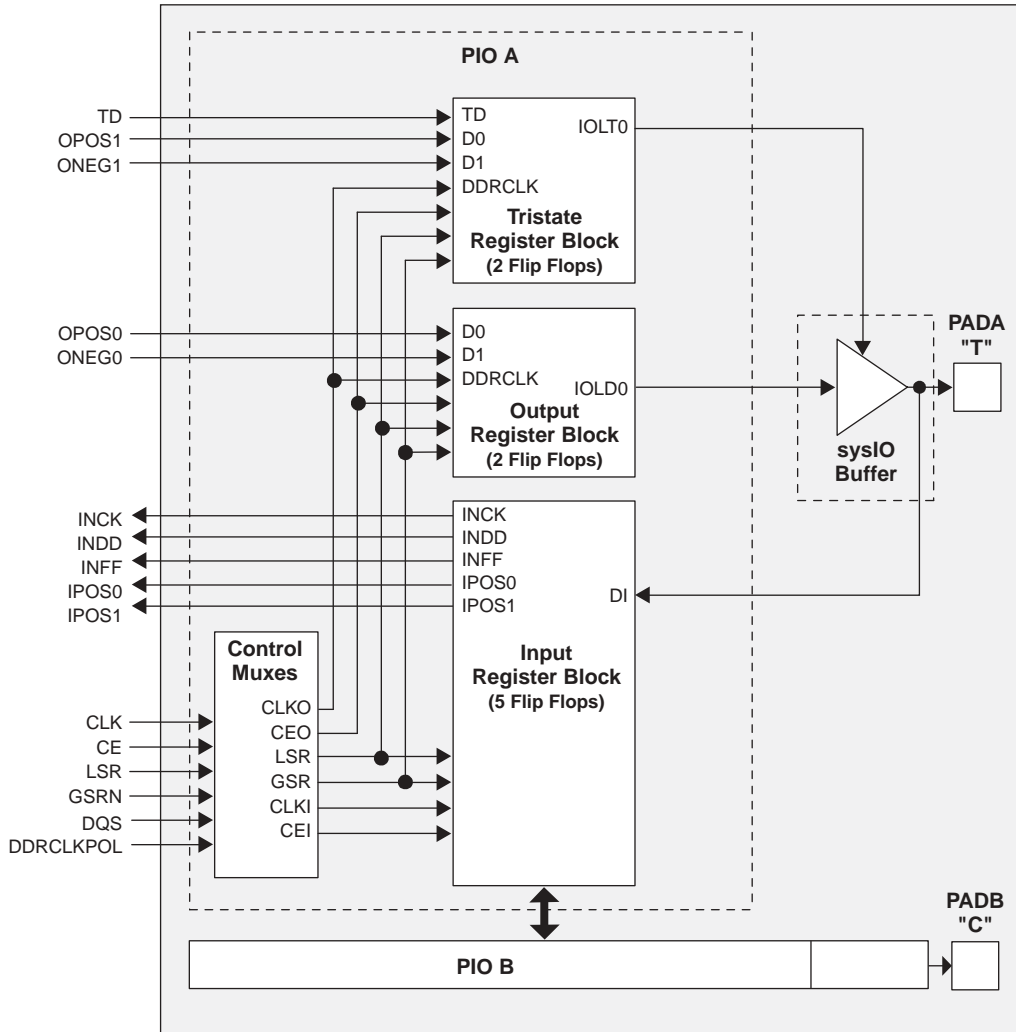 PIO A
TD
OPOS1
ONEG1
TD
D0
D1
DDRCLK
IOLT0
Tristate
Register Block
(2 Flip Flops)
OPOS0
ONEG0
D0
D1
DDRCLK
IOLD0
Output
Register Block
(2 Flip Flops)
PADA
"T"
sysIO
Buffer
INCK
INDD
INFF
IPOS0
IPOS1
INCK
INDD
INFF
IPOS0
IPOS1
DI
Input
Register Block
(5 Flip Flops)
Control
Muxes
CLKO
CEO
LSR
GSR
CLKI
CEI
CLK
CE
LSR
GSRN
DQS
DDRCLKPOL
PADB
"C"
PIO B